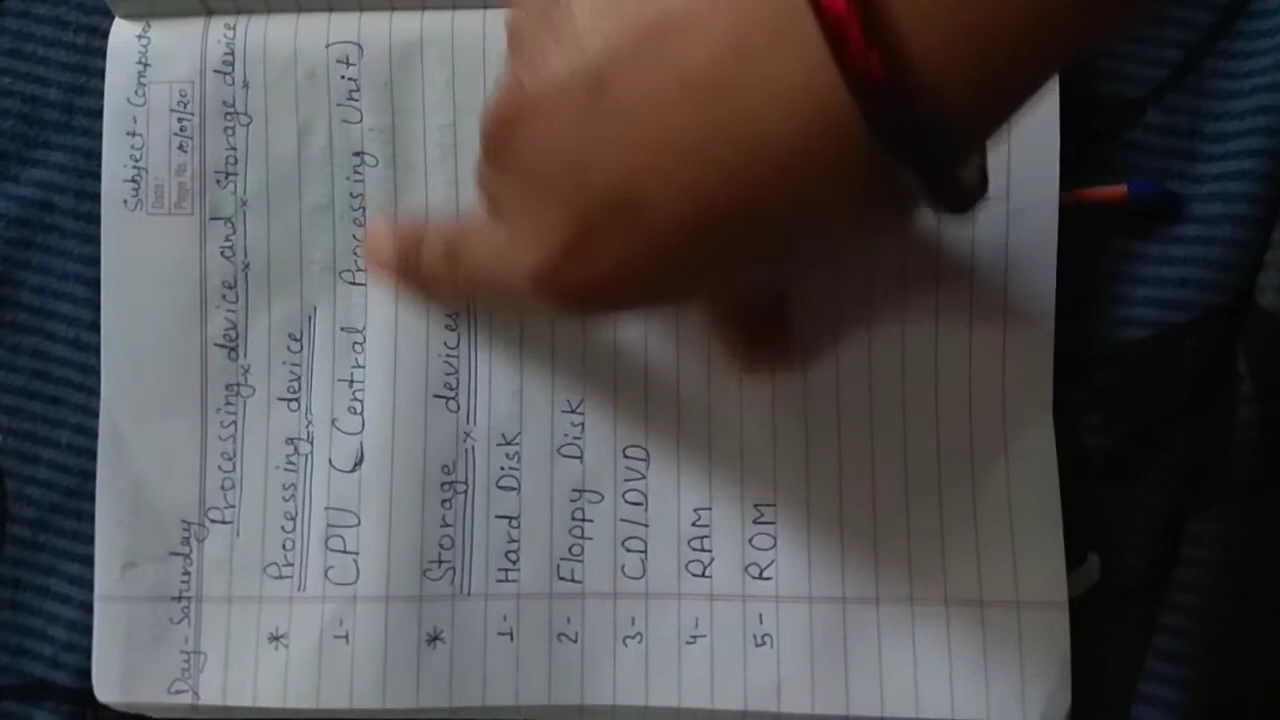 Subject - Computer
Date:
Page No. 10/09/20
Day - Saturday
Processing device and Storage device
* Processing device
1- CPU (Central Processing Unit)
* Storage devices
1- Hard Disk
2- Floppy Disk
3- CD/DVD
4- RAM
5- ROM